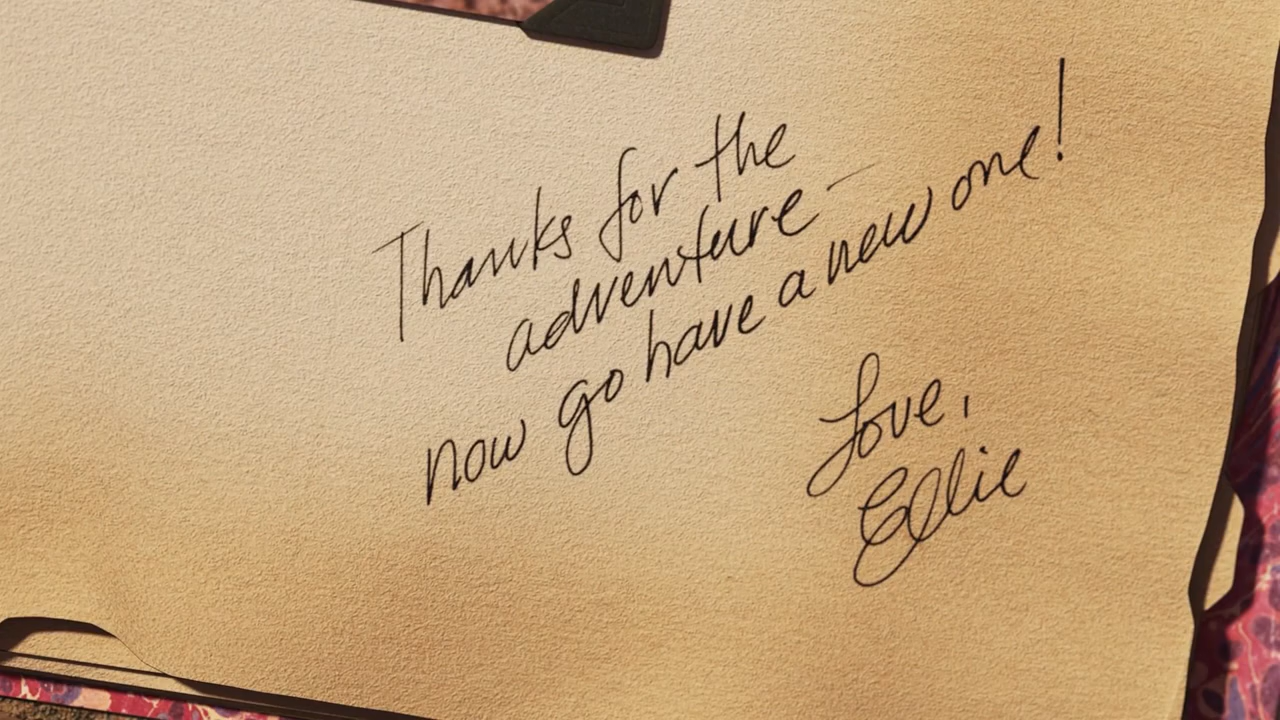 Thanks for the
adventure –
now go have a new one!
Love,
Ellie